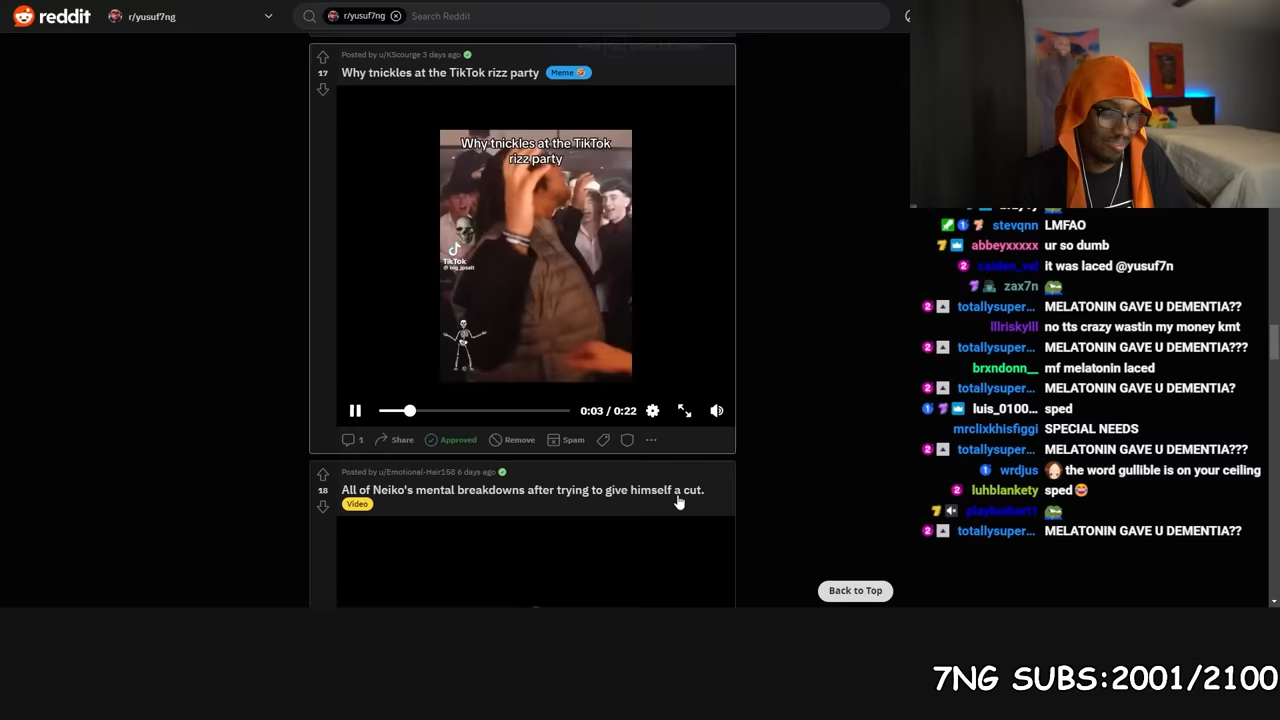 reddit
r/yusuf7ng
r/yusuf7ng
Search Reddit
Posted by u/KScourge 3 days ago
17
Why tnickles at the TikTok rizz party
Meme
Why tnickles at the TikTok
rizz party
TikTok
@ big_jpsalt
0:03 / 0:22
1
Share
Approved
Remove
Spam
Posted by u/Emotional-Hair158 6 days ago
18
All of Neiko's mental breakdowns after trying to give himself a cut.
Video
Back to Top
stevqnn LMFAO
abbeyxxxxx ur so dumb
it was laced @yusuf7n
zax7n
totallysuper... MELATONIN GAVE U DEMENTIA??
lllriskylll no tts crazy wastin my money kmt
totallysuper... MELATONIN GAVE U DEMENTIA???
brxndonn__ mf melatonin laced
totallysuper... MELATONIN GAVE U DEMENTIA?
luis_0100... sped
mrclixkhisfiggi SPECIAL NEEDS
totallysuper... MELATONIN GAVE U DEMENTIA???
wrdjus the word gullible is on your ceiling
luhblankety sped
totallysuper... MELATONIN GAVE U DEMENTIA??
7NG SUBS:2001/2100